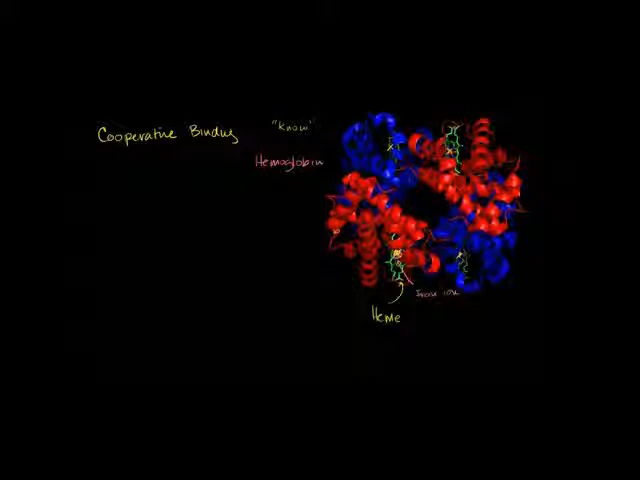 Cooperative Binding
"Know"
Hemoglobin
Iron ion
Heme